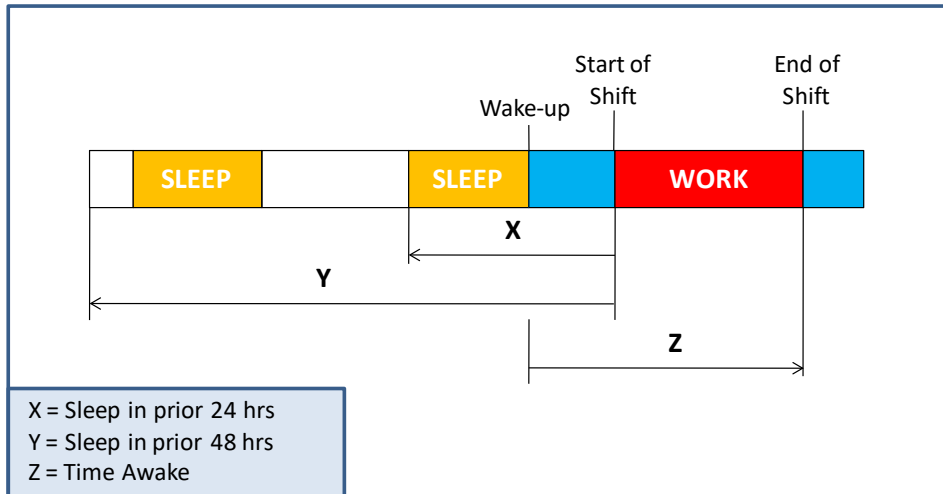 Start of
Shift
End of
Shift
Wake-up
SLEEP
SLEEP
WORK
X
Y
Z
X = Sleep in prior 24 hrs
Y = Sleep in prior 48 hrs
Z = Time Awake